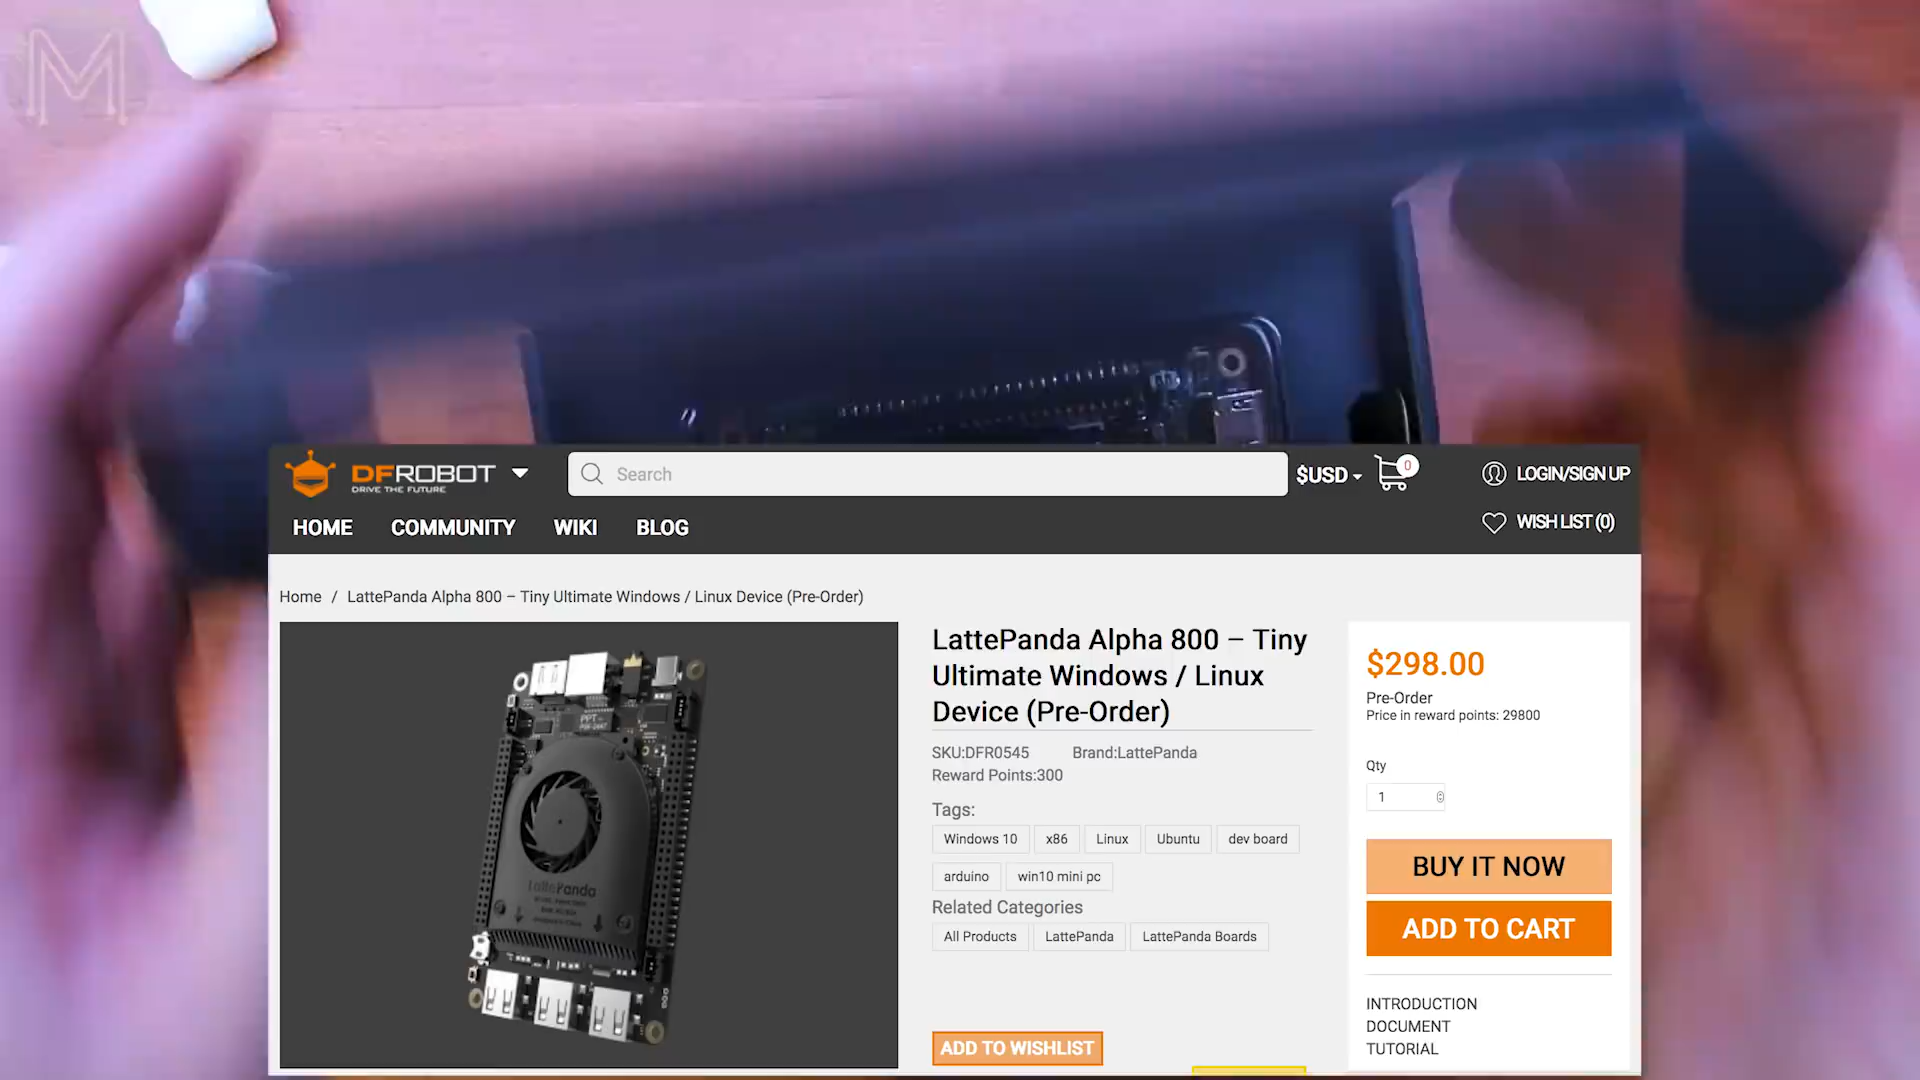 M
DFROBOT
DRIVE THE FUTURE
Search
$USD
0
LOGIN/SIGN UP
HOME
COMMUNITY
WIKI
BLOG
WISH LIST (0)
Home / LattePanda Alpha 800 – Tiny Ultimate Windows / Linux Device (Pre-Order)
LattePanda
LattePanda Alpha 800 – Tiny
Ultimate Windows / Linux
Device (Pre-Order)
SKU:DFR0545
Brand:LattePanda
Reward Points:300
Tags:
Windows 10
x86
Linux
Ubuntu
dev board
arduino
win10 mini pc
Related Categories
All Products
LattePanda
LattePanda Boards
ADD TO WISHLIST
$298.00
Pre-Order
Price in reward points: 29800
Qty
1
BUY IT NOW
ADD TO CART
INTRODUCTION
DOCUMENT
TUTORIAL